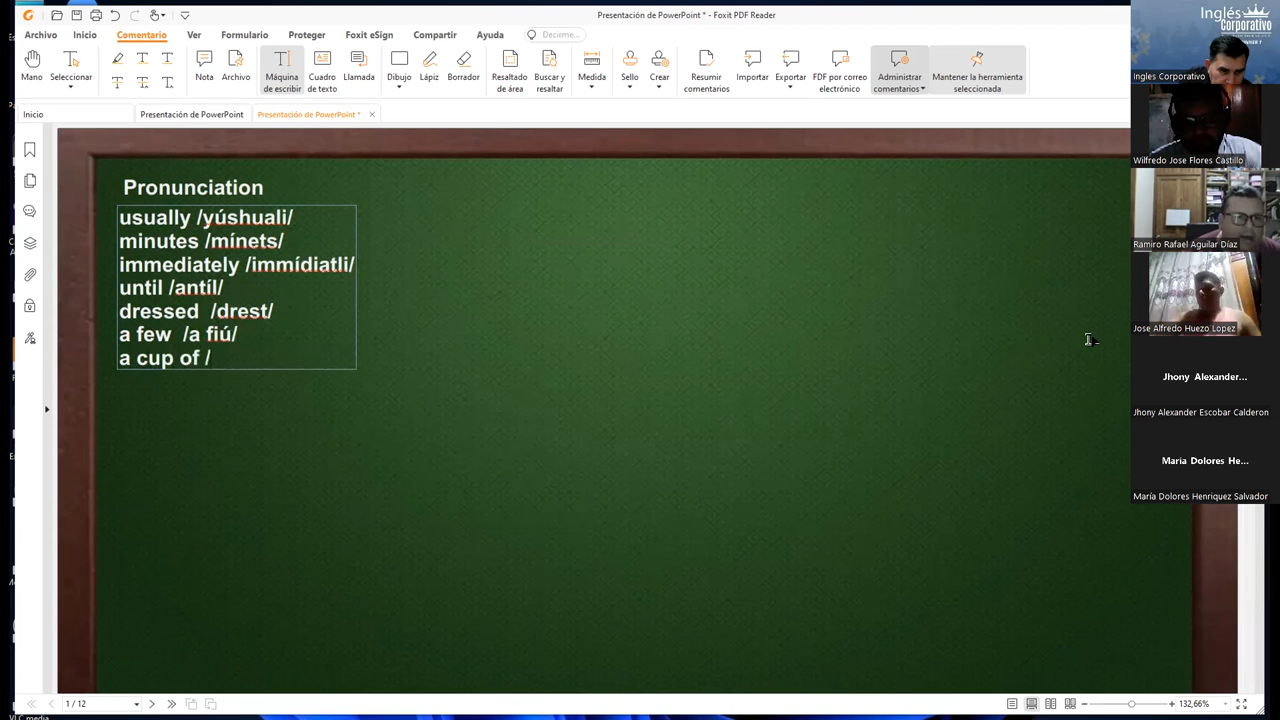 Presentación de PowerPoint * - Foxit PDF Reader
Archivo Inicio Comentario Ver Formulario Proteger Foxit eSign Compartir Ayuda Decirme...
Mano Seleccionar Nota Archivo Máquina de escribir Cuadro de texto Llamada Dibujo Lápiz Borrador Resaltado de área Buscar y resaltar Medida Sello Crear Resumir comentarios Importar Exportar PDF por correo electrónico Administrar comentarios Mantener la herramienta seleccionada
Inicio Presentación de PowerPoint Presentación de PowerPoint *
Pronunciation
usually /yúshuali/
minutes /mínets/
immediately /immídiatli/
until /antíl/
dressed /drest/
a few /a fiú/
a cup of /
Inglés
Corporativo
Ingles Corporativo
Wilfredo Jose Flores Castillo
Ramiro Rafael Aguilar Díaz
Jose Alfredo Huezo Lopez
Jhony Alexander...
Jhony Alexander Escobar Calderon
María Dolores He...
María Dolores Henriquez Salvador
1 / 12
132,66%
VLC media